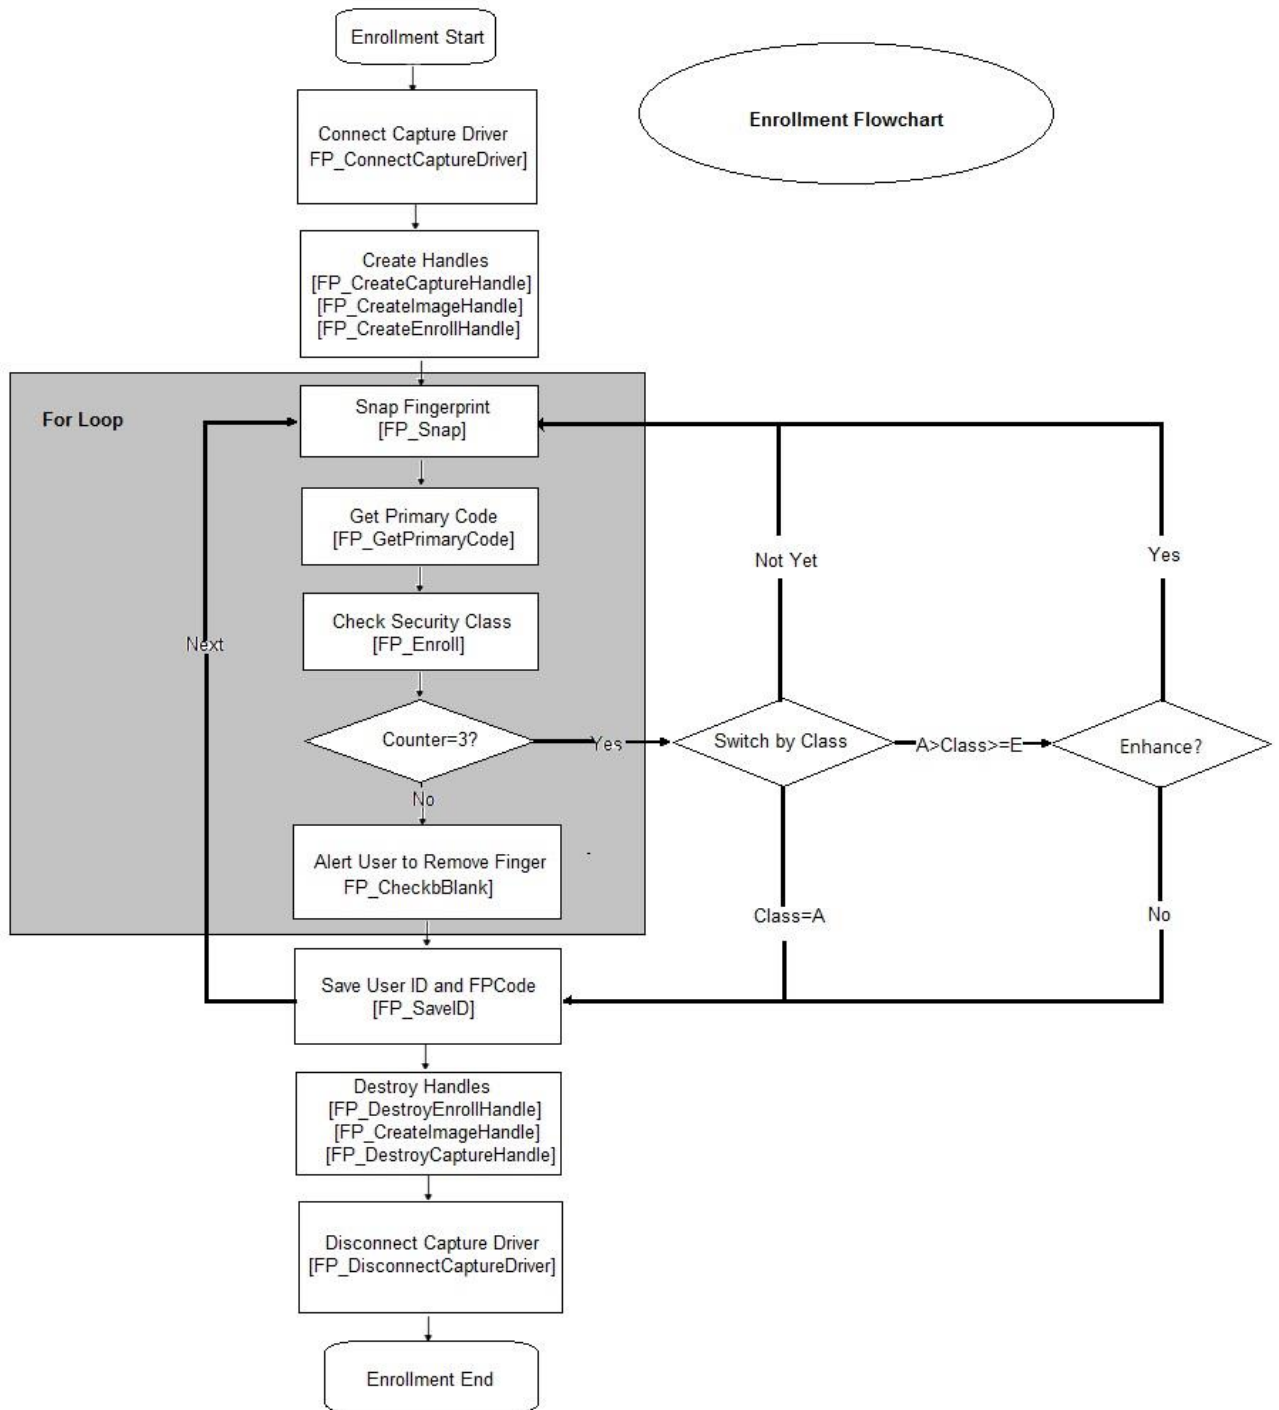 Enrollment Start
Enrollment Flowchart
Connect Capture Driver
FP_ConnectCaptureDriver]
Create Handles
[FP_CreateCaptureHandle]
[FP_CreateImageHandle]
[FP_CreateEnrollHandle]
For Loop
Snap Fingerprint
[FP_Snap]
Get Primary Code
[FP_GetPrimaryCode]
Not Yet
Yes
Check Security Class
[FP_Enroll]
Next
Counter=3?
Yes
Switch by Class
A>Class>=E
Enhance?
No
Alert User to Remove Finger
FP_CheckbBlank]
Class=A
No
Save User ID and FPCode
[FP_SaveID]
Destroy Handles
[FP_DestroyEnrollHandle]
[FP_CreateImageHandle]
[FP_DestroyCaptureHandle]
Disconnect Capture Driver
[FP_DisconnectCaptureDriver]
Enrollment End